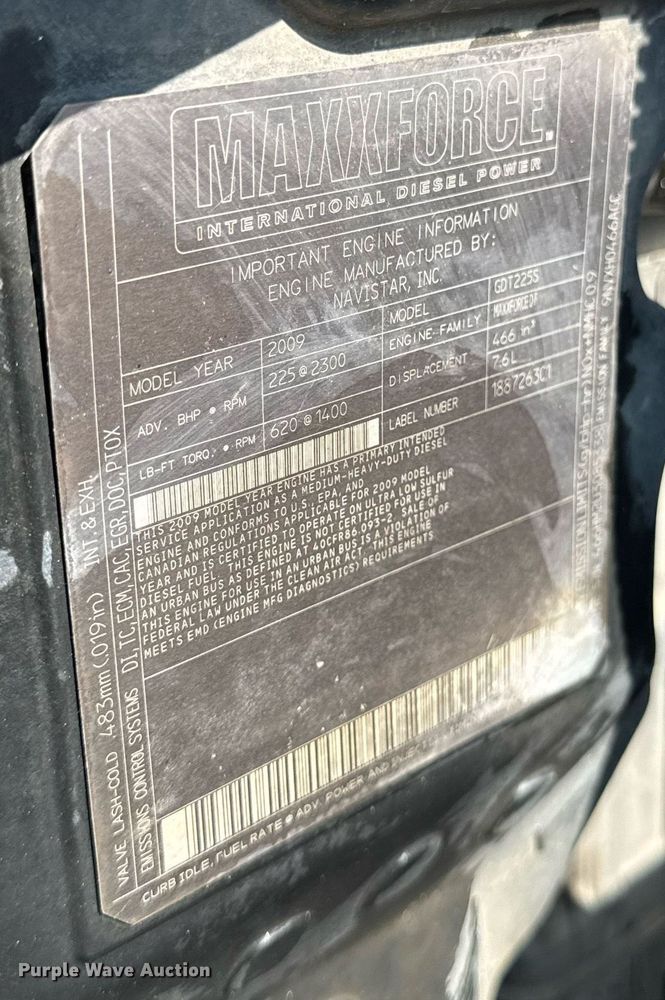 MAXXFORCE
INTERNATIONAL DIESEL POWER
IMPORTANT ENGINE INFORMATION
ENGINE MANUFACTURED BY:
NAVISTAR, INC.
MODEL YEAR 2009 MODEL GDT225S
ADV. BHP • RPM 225 @ 2300 ENGINE FAMILY MAXXFORCE DT
LB-FT TORQ. • RPM 620 @ 1400 DISPLACEMENT 466 in³
7.6L
LABEL NUMBER 1887263C1
THIS 2009 MODEL YEAR ENGINE HAS A PRIMARY INTENDED
SERVICE APPLICATION AS A MEDIUM-HEAVY-DUTY DIESEL
ENGINE AND CONFORMS TO U.S. EPA, AND
CANADIAN REGULATIONS APPLICABLE FOR 2009 MODEL
YEAR AND IS CERTIFIED TO OPERATE ON ULTRA LOW SULFUR
DIESEL FUEL. THIS ENGINE IS NOT CERTIFIED FOR USE IN
AN URBAN BUS AS DEFINED AT 40CFR86.093-2. SALE OF
THIS ENGINE FOR USE IN AN URBAN BUS IS A VIOLATION OF
FEDERAL LAW UNDER THE CLEAN AIR ACT. THIS ENGINE
MEETS EMD (ENGINE MFG DIAGNOSTICS) REQUIREMENTS
VALVE LASH-COLD .483mm (.019in) INT. & EXH.
EMISSIONS CONTROL SYSTEMS DI, TC, ECM, CAC, EGR, DOC, PTOX
CURB IDLE, FUEL RATE @ ADV. POWER AND
EMISSION FAMILY 9NVXH0466AGC